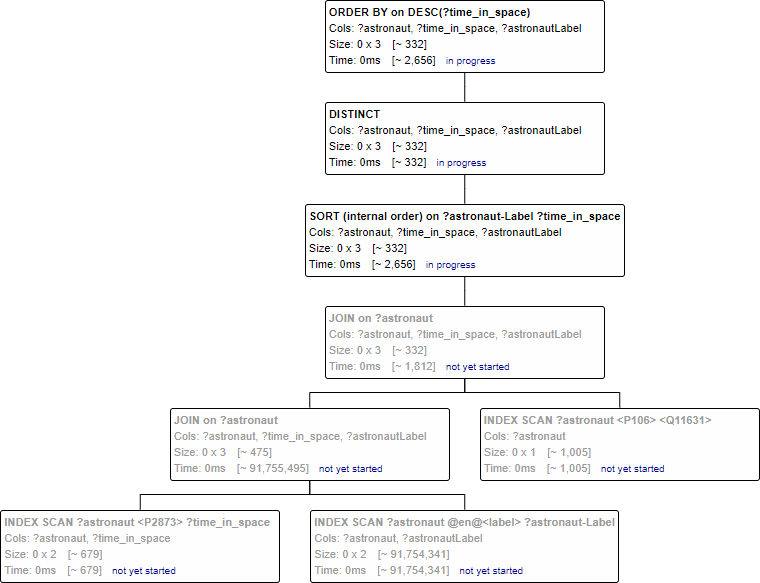 ORDER BY on DESC(?time_in_space)
Cols: ?astronaut, ?time_in_space, ?astronautLabel
Size: 0 x 3 [~ 332]
Time: 0ms [~ 2,656] in progress
DISTINCT
Cols: ?astronaut, ?time_in_space, ?astronautLabel
Size: 0 x 3 [~ 332]
Time: 0ms [~ 332] in progress
SORT (internal order) on ?astronaut-Label ?time_in_space
Cols: ?astronaut, ?time_in_space, ?astronautLabel
Size: 0 x 3 [~ 332]
Time: 0ms [~ 2,656] in progress
JOIN on ?astronaut
Cols: ?astronaut, ?time_in_space, ?astronautLabel
Size: 0 x 3 [~ 332]
Time: 0ms [~ 1,812] not yet started
JOIN on ?astronaut
Cols: ?astronaut, ?time_in_space, ?astronautLabel
Size: 0 x 3 [~ 475]
Time: 0ms [~ 91,755,495] not yet started
INDEX SCAN ?astronaut <P106> <Q11631>
Cols: ?astronaut
Size: 0 x 1 [~ 1,005]
Time: 0ms [~ 1,005] not yet started
INDEX SCAN ?astronaut <P2873> ?time_in_space
Cols: ?astronaut, ?time_in_space
Size: 0 x 2 [~ 679]
Time: 0ms [~ 679] not yet started
INDEX SCAN ?astronaut @en@<label> ?astronaut-Label
Cols: ?astronaut, ?astronautLabel
Size: 0 x 2 [~ 91,754,341]
Time: 0ms [~ 91,754,341] not yet started